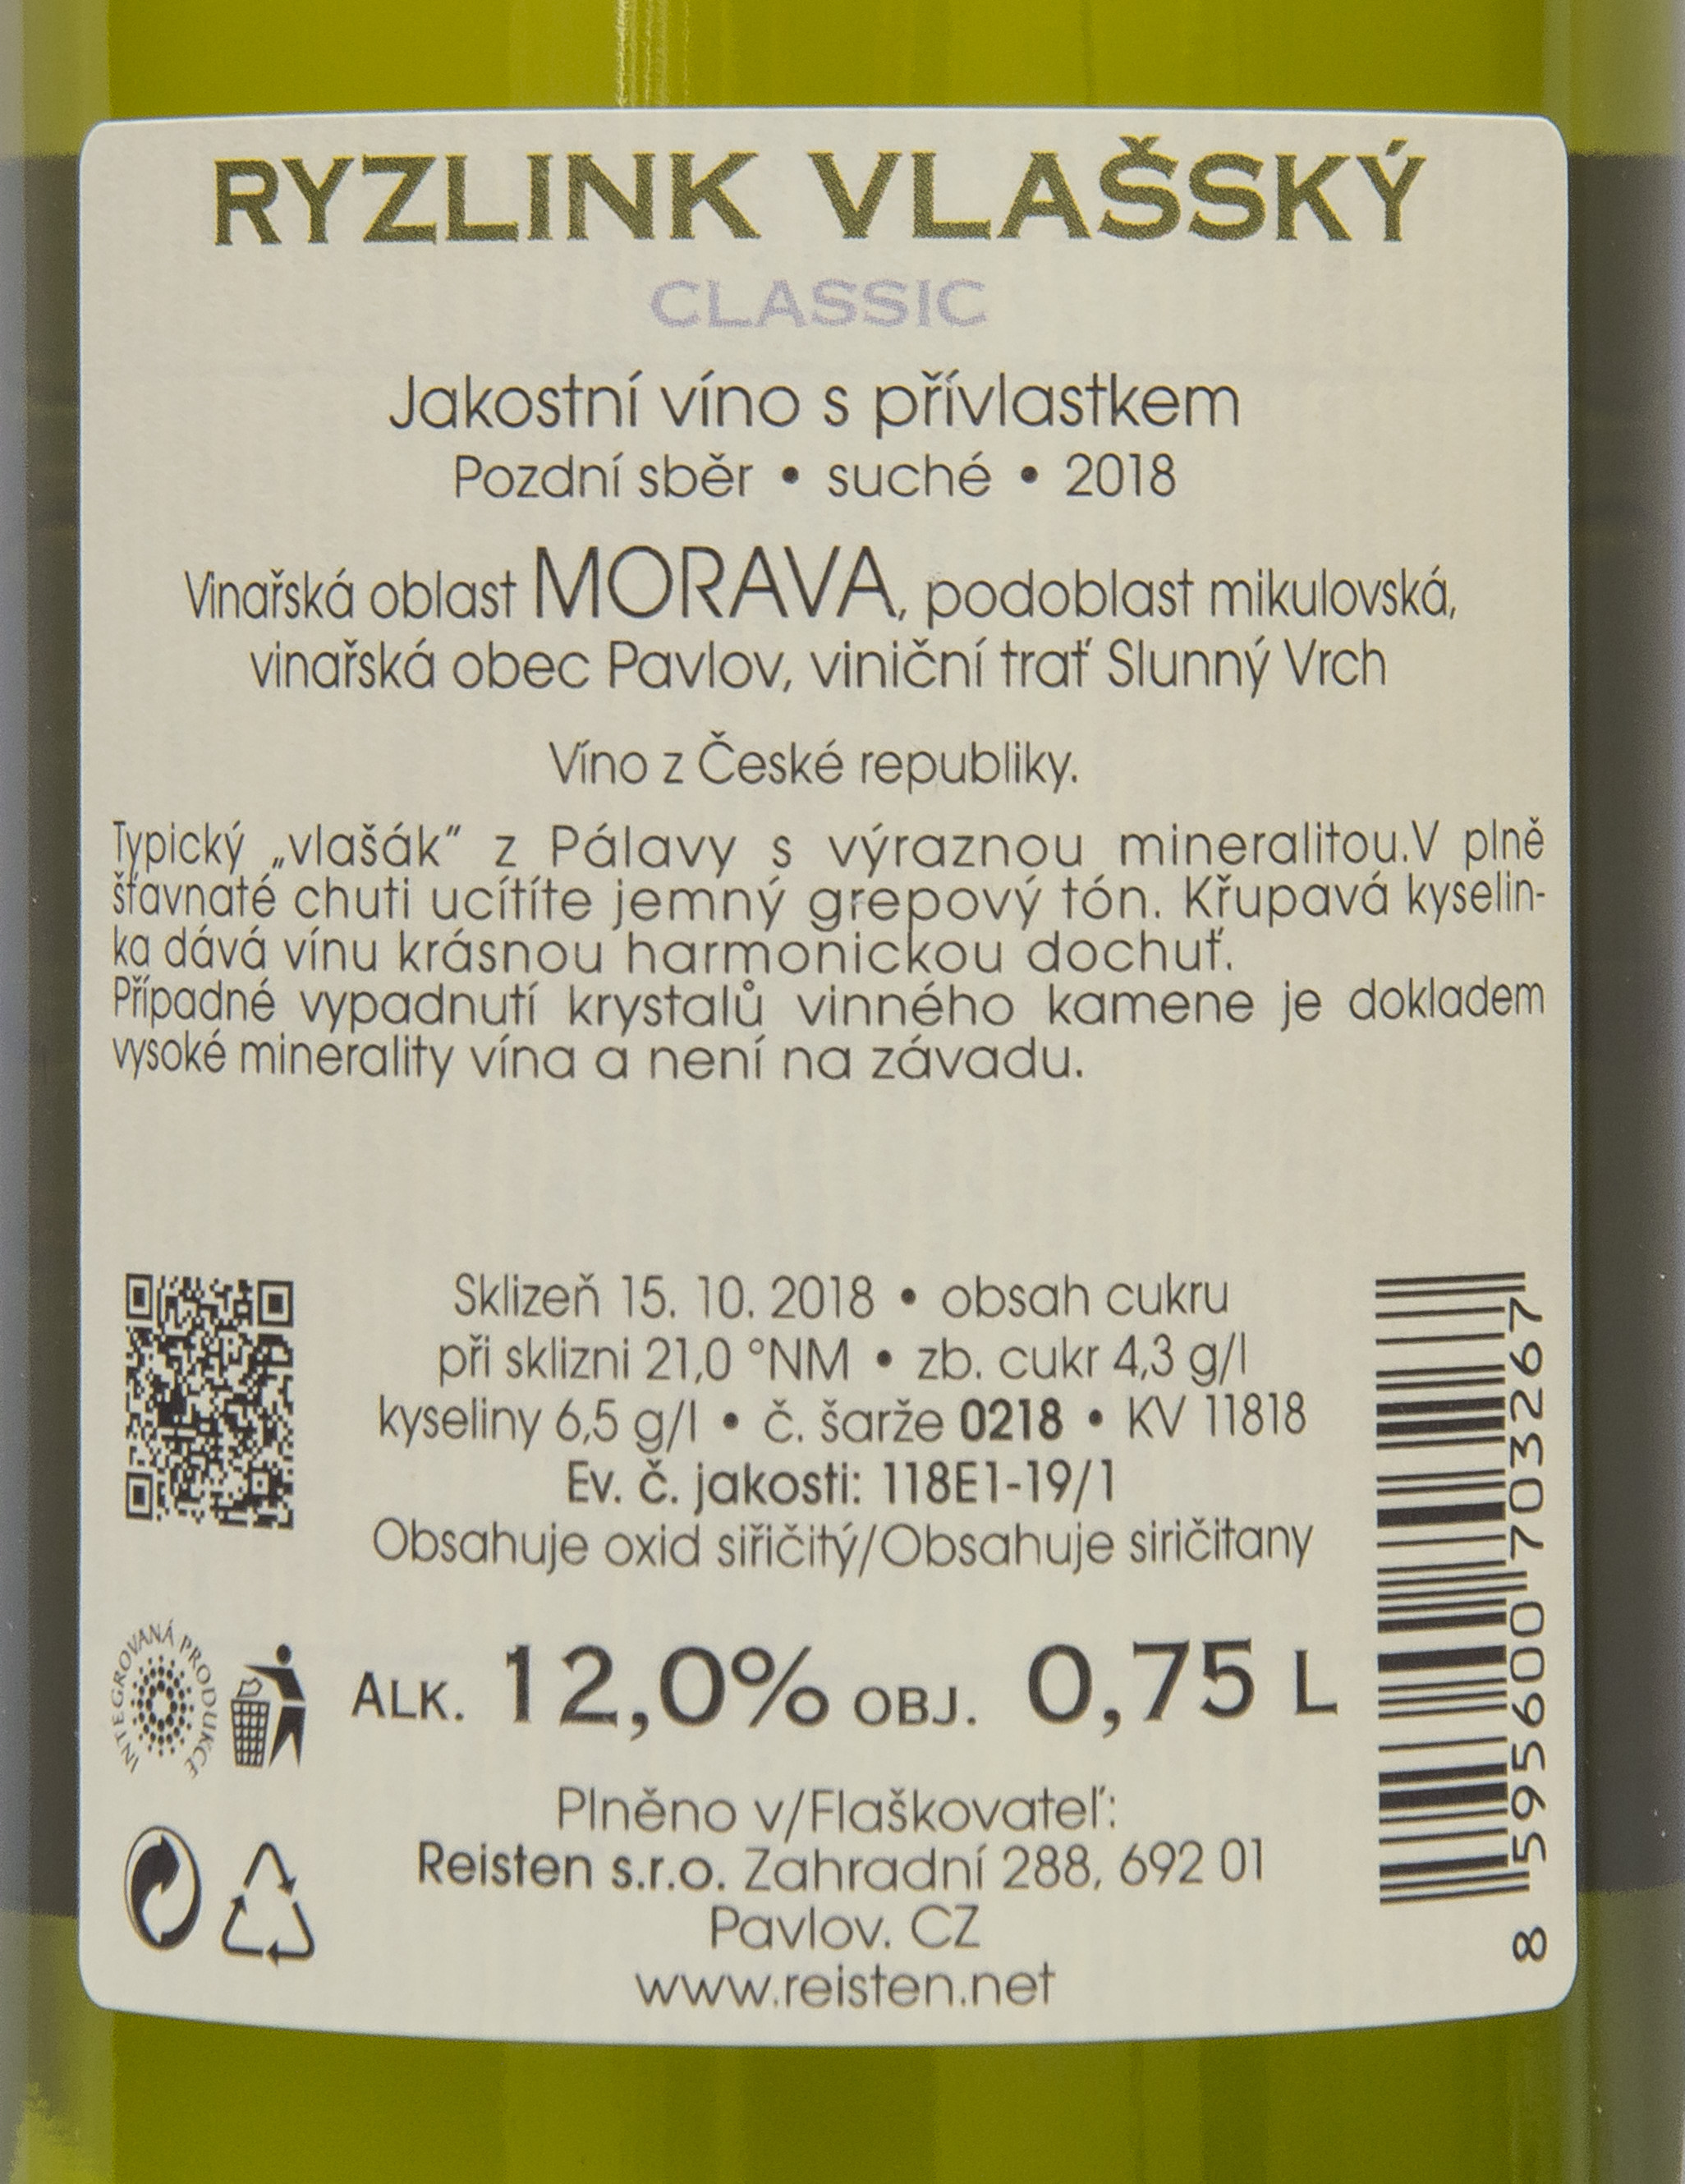 RYZLINK VLAŠSKÝ
CLASSIC
Jakostní víno s přívlastkem
Pozdní sběr • suché • 2018
Vinařská oblast MORAVA, podoblast mikulovská,
vinařská obec Pavlov, viniční trať Slunný Vrch
Víno z České republiky.
Typický „vlašák“ z Pálavy s výraznou mineralitou.V plně
šťavnaté chuti ucítíte jemný grepový tón. Křupavá kyselin-
ka dává vínu krásnou harmonickou dochuť.
Případné vypadnutí krystalů vinného kamene je dokladem
vysoké minerality vína a není na závadu.
Sklizeň 15. 10. 2018 • obsah cukru
při sklizni 21,0 °NM • zb. cukr 4,3 g/l
kyseliny 6,5 g/l • č. šarže 0218 • KV 11818
Ev. č. jakosti: 118E1-19/1
Obsahuje oxid siřičitý/Obsahuje siričitany
INTEGROVANÁ PRODUKCE
ALK. 12,0% OBJ. 0,75 L
Plněno v/Flaškovateľ:
Reisten s.r.o. Zahradní 288, 692 01
Pavlov. CZ
www.reisten.net
8 595600 703267